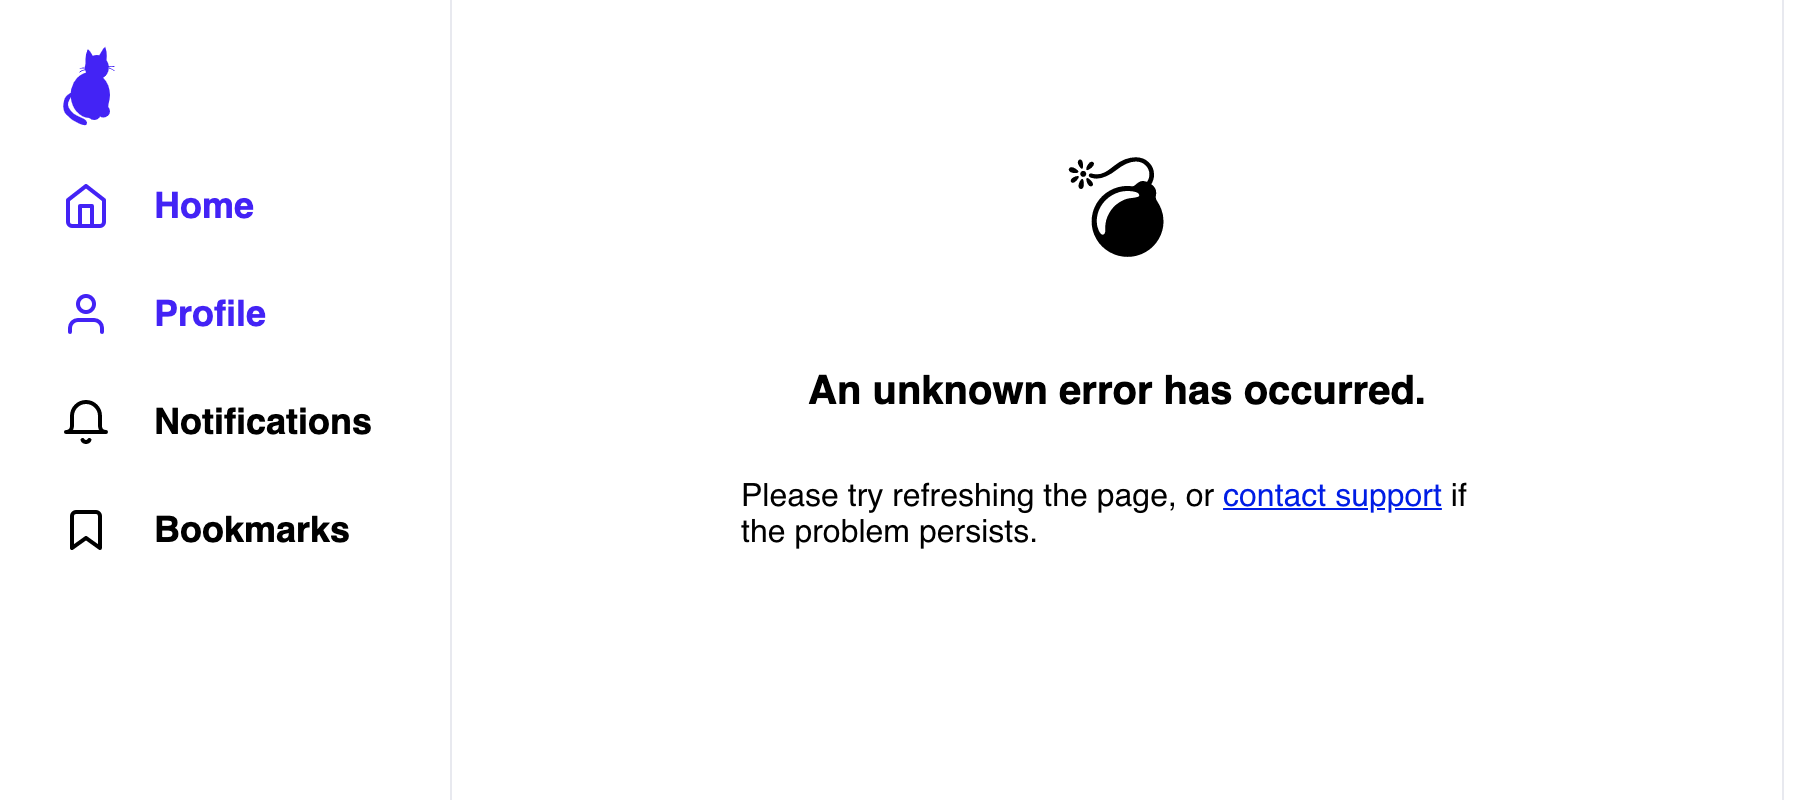 Home
Profile
Notifications
Bookmarks
An unknown error has occurred.
Please try refreshing the page, or contact support if
the problem persists.